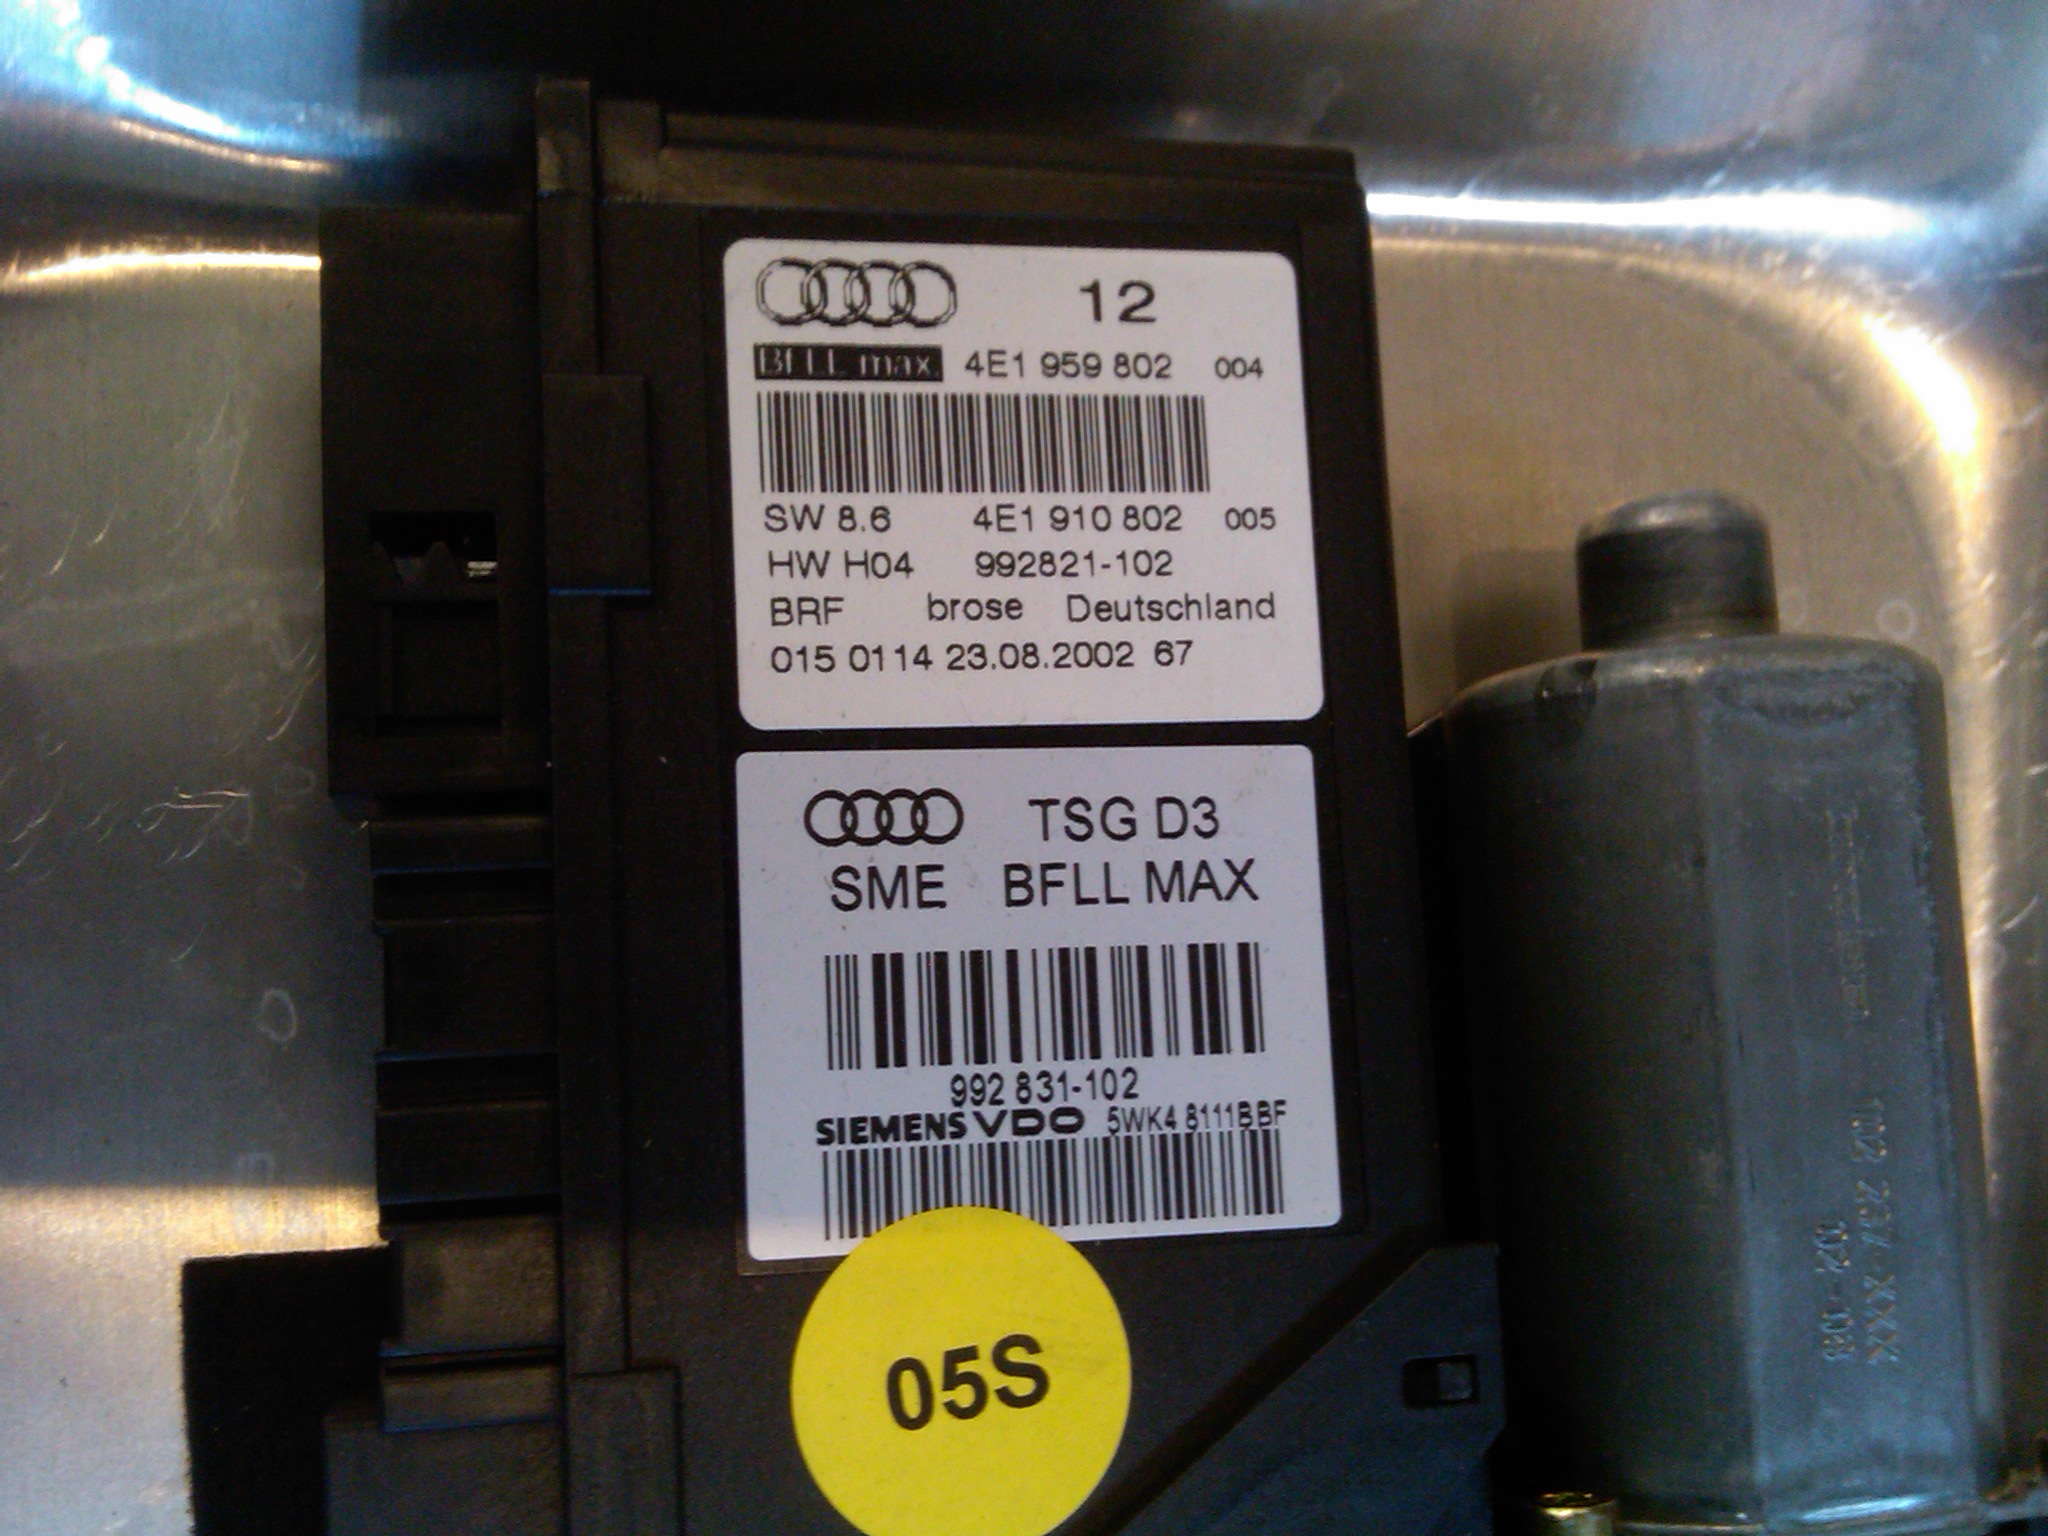 12
BFLL max. 4E1 959 802 004
SW 8.6 4E1 910 802 005
HW H04 992821-102
BRF brose Deutschland
015 0114 23.08.2002 67
TSG D3
SME BFLL MAX
992 831-102
SIEMENS VDO 5WK4 8111BBF
05S